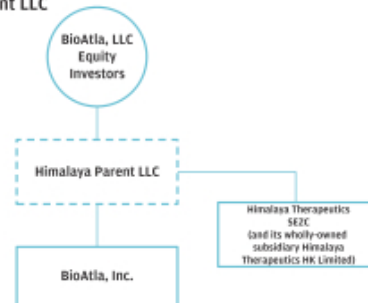 nt LLC
BioAtla, LLC
Equity
Investors
Himalaya Parent LLC
Himalaya Therapeutics
SEZC
(and its wholly-owned
subsidiary Himalaya
Therapeutics HK Limited)
BioAtla, Inc.